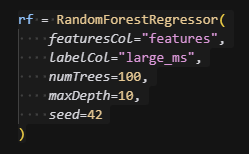 rf = RandomForestRegressor(
    featuresCol="features",
    labelCol="large_ms",
    numTrees=100,
    maxDepth=10,
    seed=42
)